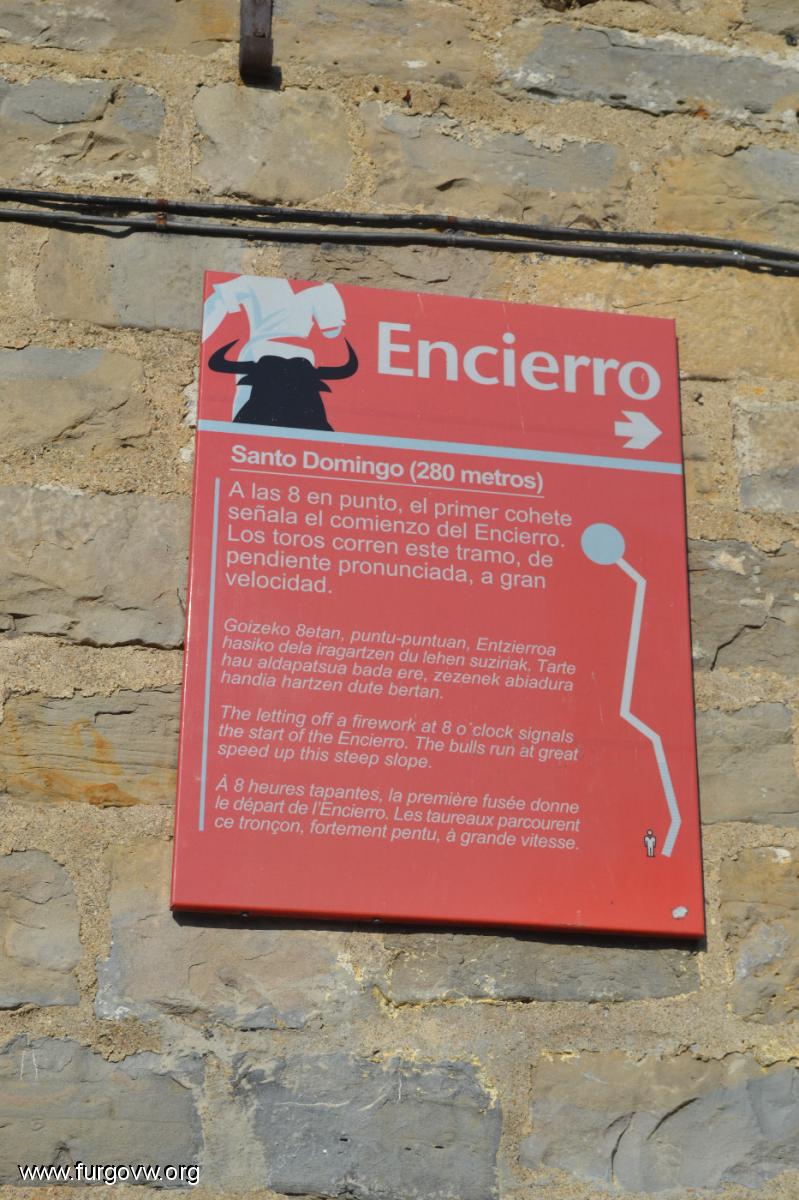 Encierro
Santo Domingo (280 metros)
A las 8 en punto, el primer cohete
señala el comienzo del Encierro.
Los toros corren este tramo, de
pendiente pronunciada, a gran
velocidad.
Goizeko 8etan, puntu-puntuan, Entzierroa
hasiko dela iragartzen du lehen suziriak. Tarte
hau aldapatsua bada ere, zezenek abiadura
handia hartzen dute bertan.
The letting off a firework at 8 o`clock signals
the start of the Encierro. The bulls run at great
speed up this steep slope.
À 8 heures tapantes, la première fusée donne
le départ de l'Encierro. Les taureaux parcourent
ce tronçon, fortement pentu, à grande vitesse.
www.furgovw.org